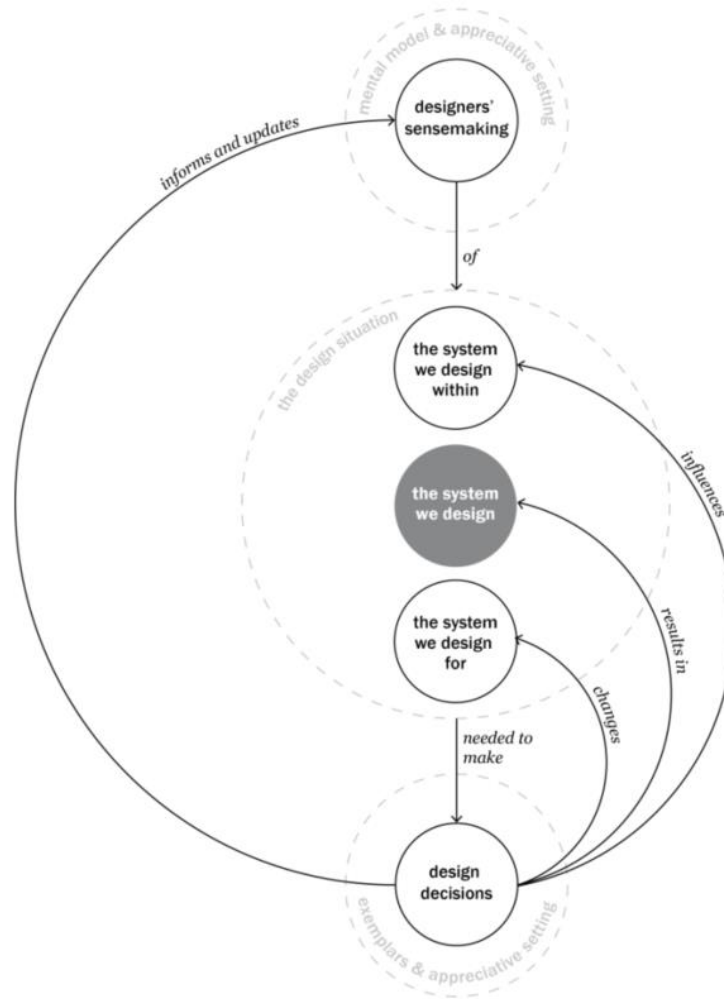 mental model & appreciative setting
designers'
sensemaking
informs and updates
of
the design situation
the system
we design
within
influences
the system
we design
results in
the system
we design
for
changes
needed to
make
design
decisions
exemplars & appreciative setting